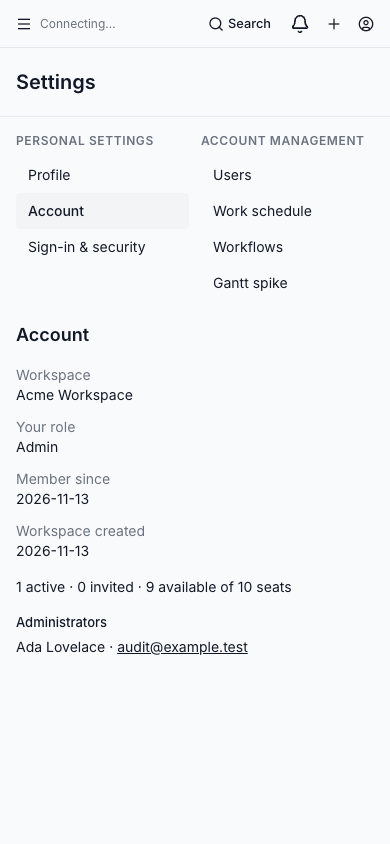 Connecting...
Search
Settings
PERSONAL SETTINGS
Profile
Account
Sign-in & security
ACCOUNT MANAGEMENT
Users
Work schedule
Workflows
Gantt spike
Account
Workspace
Acme Workspace
Your role
Admin
Member since
2026-11-13
Workspace created
2026-11-13
1 active · 0 invited · 9 available of 10 seats
Administrators
Ada Lovelace · audit@example.test